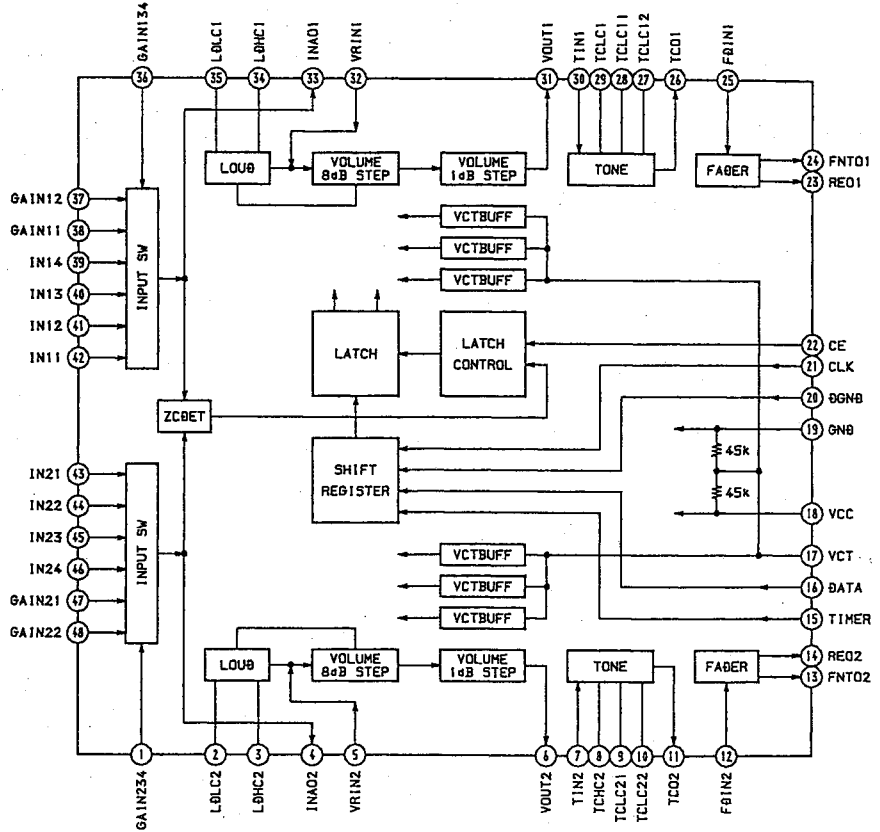 GAIN134
LDLC1
LDHC1
INAO1
VRIN1
VOUT1
TIN1
TCLC1
TCLC11
TCLC12
TCO1
FDIN1
36
35
34
33
32
31
30
29
28
27
26
25
LOUD
VOLUME
8dB STEP
VOLUME
1dB STEP
TONE
FADER
24 FNTO1
23 REO1
GAIN12 37
GAIN11 38
IN14 39
IN13 40
IN12 41
IN11 42
INPUT SW
VCTBUFF
VCTBUFF
VCTBUFF
LATCH
LATCH
CONTROL
22 CE
21 CLK
20 DGND
19 GND
ZCDET
45k
45k
SHIFT
REGISTER
IN21 43
IN22 44
IN23 45
IN24 46
GAIN21 47
GAIN22 48
INPUT SW
18 VCC
17 VCT
16 DATA
15 TIMER
VCTBUFF
VCTBUFF
VCTBUFF
LOUD
VOLUME
8dB STEP
VOLUME
1dB STEP
TONE
FADER
14 REO2
13 FNTO2
1
2
3
4
5
6
7
8
9
10
11
12
GAIN234
LDLC2
LDHC2
INAO2
VRIN2
VOUT2
TIN2
TCHC2
TCLC21
TCLC22
TCO2
FDIN2